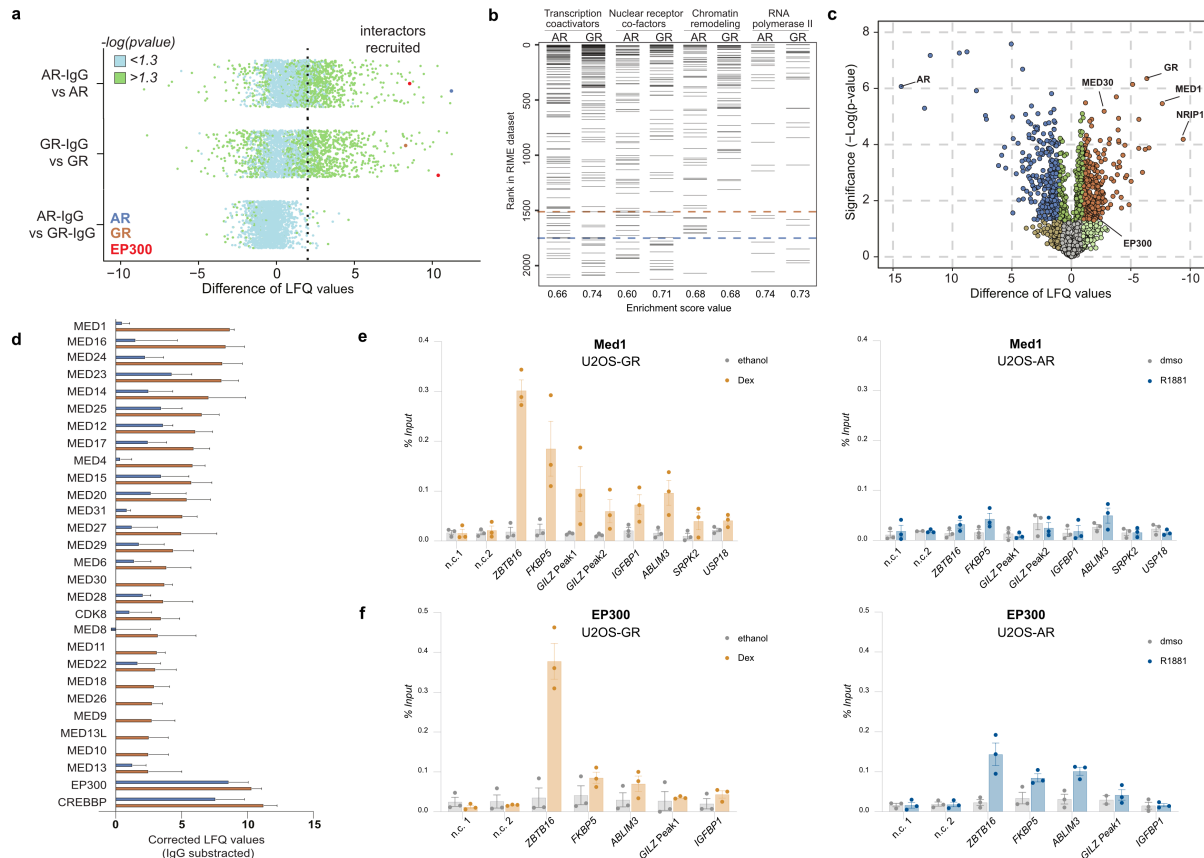 a
-log(pvalue)
<1.3
>1.3
interactors
recruited
AR-IgG
vs AR
GR-IgG
vs GR
AR-IgG
vs GR-IgG
AR
GR
EP300
-10
-5
0
5
10
Difference of LFQ values
b
Transcription
coactivators
Nuclear receptor
co-factors
Chromatin
remodeling
RNA
polymerase II
AR GR AR GR AR GR AR GR
Rank in RIME dataset
0
500
1000
1500
2000
0.66 0.74 0.60 0.71 0.68 0.68 0.74 0.73
Enrichment score value
c
Significance (−Log(p-value)
8
6
4
2
0
AR
GR
MED30
MED1
NRIP1
EP300
15 10 5 0 -5 -10
Difference of LFQ values
d
MED1
MED16
MED24
MED23
MED14
MED25
MED12
MED17
MED4
MED15
MED20
MED31
MED27
MED29
MED6
MED30
MED28
CDK8
MED8
MED11
MED22
MED18
MED26
MED9
MED13L
MED10
MED13
EP300
CREBBP
0 5 10 15
Corrected LFQ values
(IgG substracted)
e
Med1
U2OS-GR
ethanol
Dex
% Input
0.4
0.3
0.2
0.1
0.0
n.c.1
n.c.2
ZBTB16
FKBP5
GILZ Peak1
GILZ Peak2
IGFBP1
ABLIM3
SRPK2
USP18
Med1
U2OS-AR
dmso
R1881
% Input
0.4
0.3
0.2
0.1
0.0
n.c.1
n.c.2
ZBTB16
FKBP5
GILZ Peak1
GILZ Peak2
IGFBP1
ABLIM3
SRPK2
USP18
f
EP300
U2OS-GR
ethanol
Dex
% Input
0.5
0.4
0.3
0.2
0.1
0.0
n.c. 1
n.c. 2
ZBTB16
FKBP5
ABLIM3
GILZ Peak1
IGFBP1
EP300
U2OS-AR
dmso
R1881
% Input
0.5
0.4
0.3
0.2
0.1
0.0
n.c. 1
n.c. 2
ZBTB16
FKBP5
ABLIM3
GILZ Peak1
IGFBP1